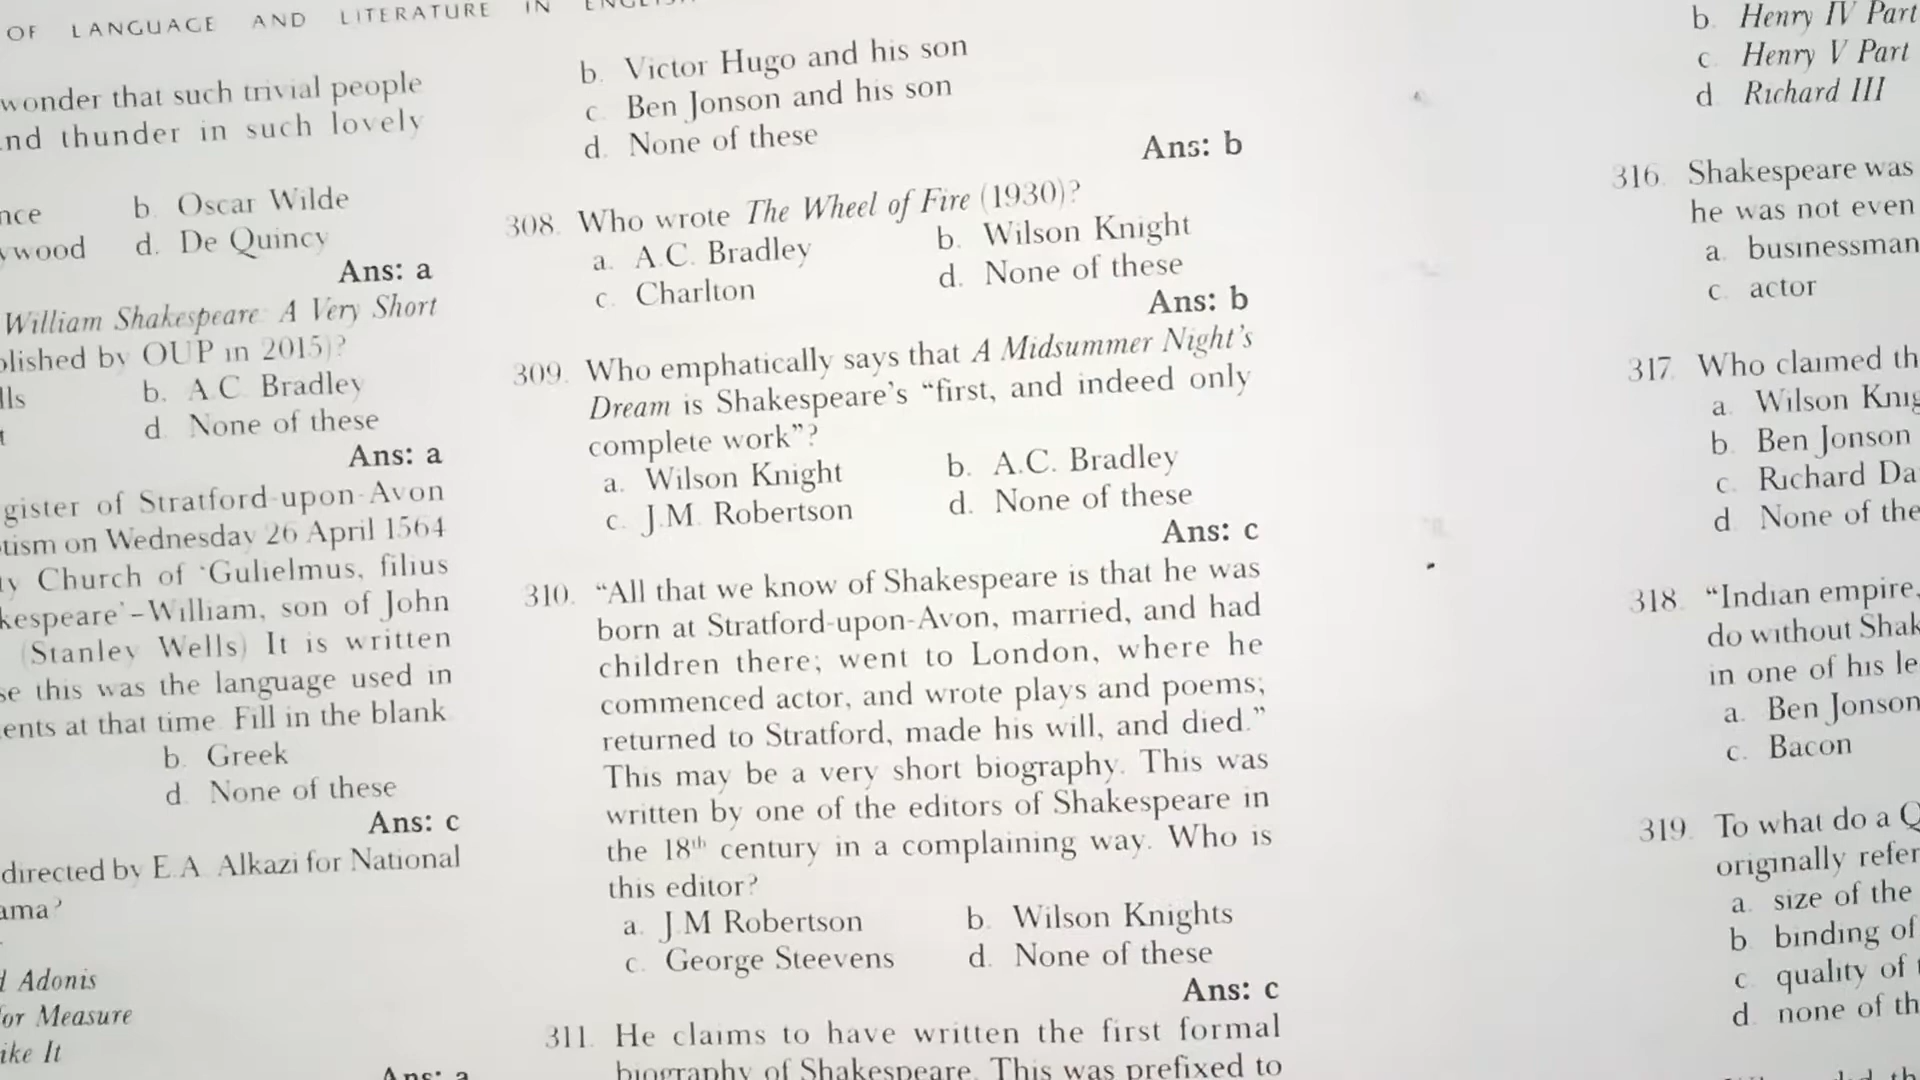 OF LANGUAGE AND LITERATURE IN
wonder that such trivial people
nd thunder in such lovely
nce b. Oscar Wilde
wood d. De Quincy
Ans: a
William Shakespeare A Very Short
blished by OUP in 2015)?
lls b. A.C. Bradley
t d. None of these
Ans: a
gister of Stratford-upon-Avon
tism on Wednesday 26 April 1564
ty Church of 'Gulielmus, filius
kespeare'–William, son of John
(Stanley Wells) It is written
se this was the language used in
ents at that time. Fill in the blank
b. Greek
d. None of these
Ans: c
directed by E.A. Alkazi for National
ama?
d Adonis
for Measure
ike It
Ans: a
b. Victor Hugo and his son
c. Ben Jonson and his son
d. None of these
Ans: b
308. Who wrote The Wheel of Fire (1930)?
a. A.C. Bradley b. Wilson Knight
c. Charlton d. None of these
Ans: b
309. Who emphatically says that A Midsummer Night's
Dream is Shakespeare's “first, and indeed only
complete work”?
a. Wilson Knight b. A.C. Bradley
c. J.M. Robertson d. None of these
Ans: c
310. “All that we know of Shakespeare is that he was
born at Stratford-upon-Avon, married, and had
children there; went to London, where he
commenced actor, and wrote plays and poems;
returned to Stratford, made his will, and died.”
This may be a very short biography. This was
written by one of the editors of Shakespeare in
the 18th century in a complaining way. Who is
this editor?
a. J.M Robertson b. Wilson Knights
c. George Steevens d. None of these
Ans: c
311. He claims to have written the first formal
biography of Shakespeare. This was prefixed to
b. Henry IV Part
c. Henry V Part
d. Richard III
316. Shakespeare was
he was not even
a. businessman
c. actor
317. Who claimed th
a. Wilson Knig
b. Ben Jonson
c. Richard Da
d. None of the
318. “Indian empire,
do without Shak
in one of his le
a. Ben Jonson
c. Bacon
319. To what do a Q
originally refer
a. size of the
b. binding of
c. quality of
d. none of th